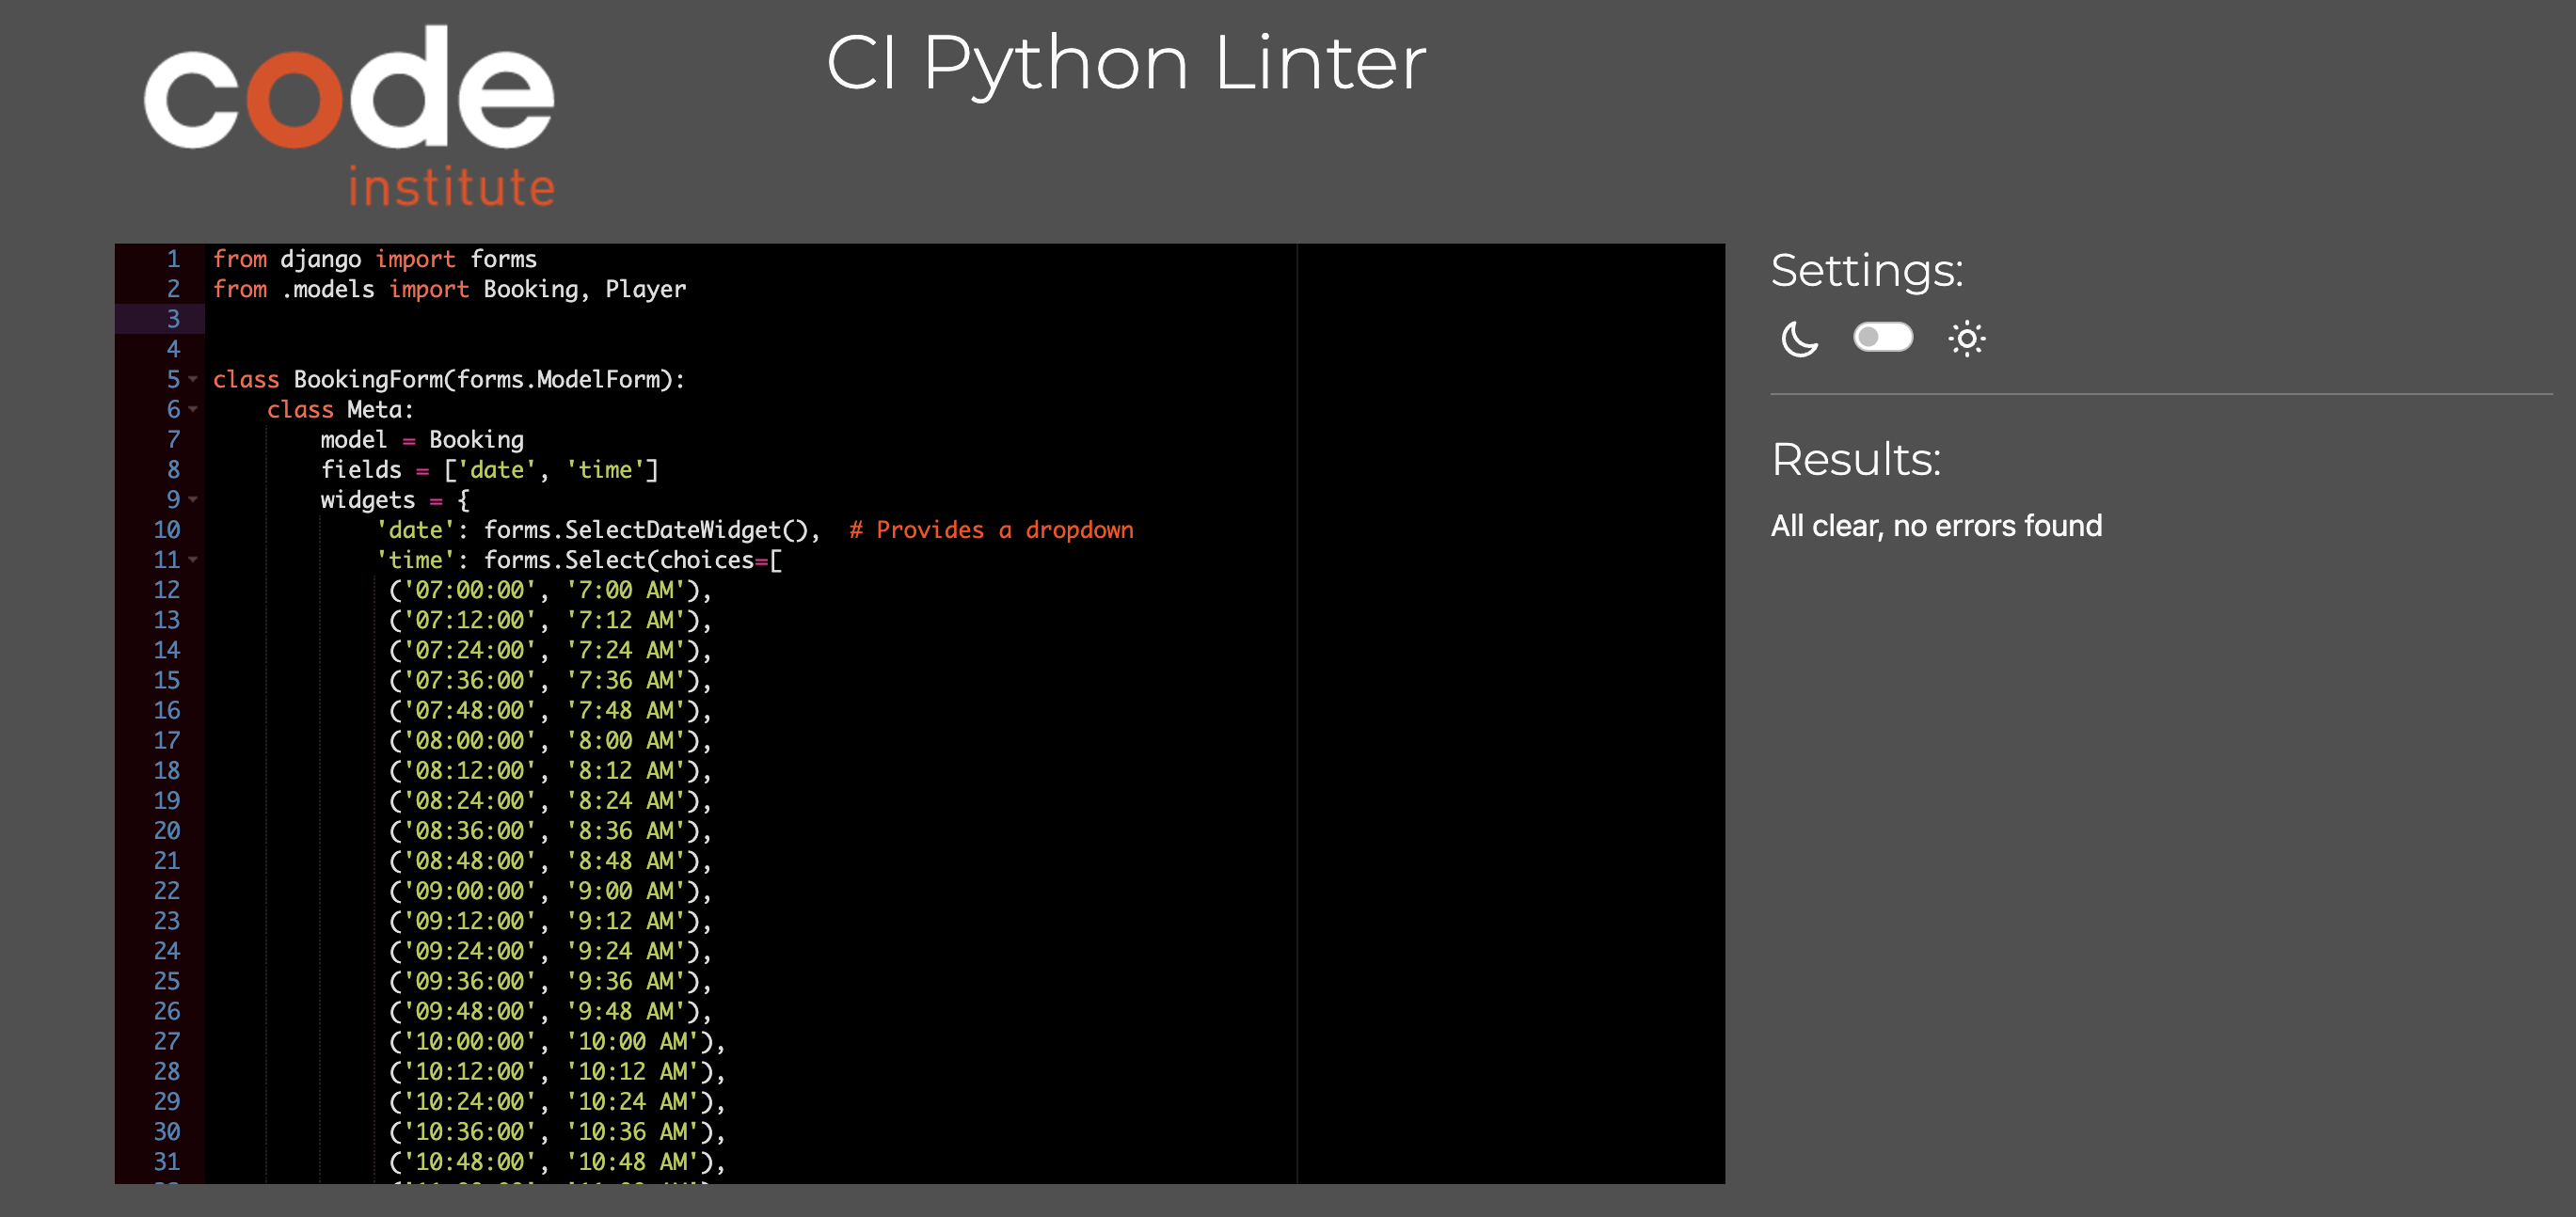 code
institute
CI Python Linter
1 from django import forms
2 from .models import Booking, Player
3
4
5 class BookingForm(forms.ModelForm):
6     class Meta:
7         model = Booking
8         fields = ['date', 'time']
9         widgets = {
10             'date': forms.SelectDateWidget(),  # Provides a dropdown
11             'time': forms.Select(choices=[
12              ('07:00:00', '7:00 AM'),
13              ('07:12:00', '7:12 AM'),
14              ('07:24:00', '7:24 AM'),
15              ('07:36:00', '7:36 AM'),
16              ('07:48:00', '7:48 AM'),
17              ('08:00:00', '8:00 AM'),
18              ('08:12:00', '8:12 AM'),
19              ('08:24:00', '8:24 AM'),
20              ('08:36:00', '8:36 AM'),
21              ('08:48:00', '8:48 AM'),
22              ('09:00:00', '9:00 AM'),
23              ('09:12:00', '9:12 AM'),
24              ('09:24:00', '9:24 AM'),
25              ('09:36:00', '9:36 AM'),
26              ('09:48:00', '9:48 AM'),
27              ('10:00:00', '10:00 AM'),
28              ('10:12:00', '10:12 AM'),
29              ('10:24:00', '10:24 AM'),
30              ('10:36:00', '10:36 AM'),
31              ('10:48:00', '10:48 AM'),
Settings:
Results:
All clear, no errors found